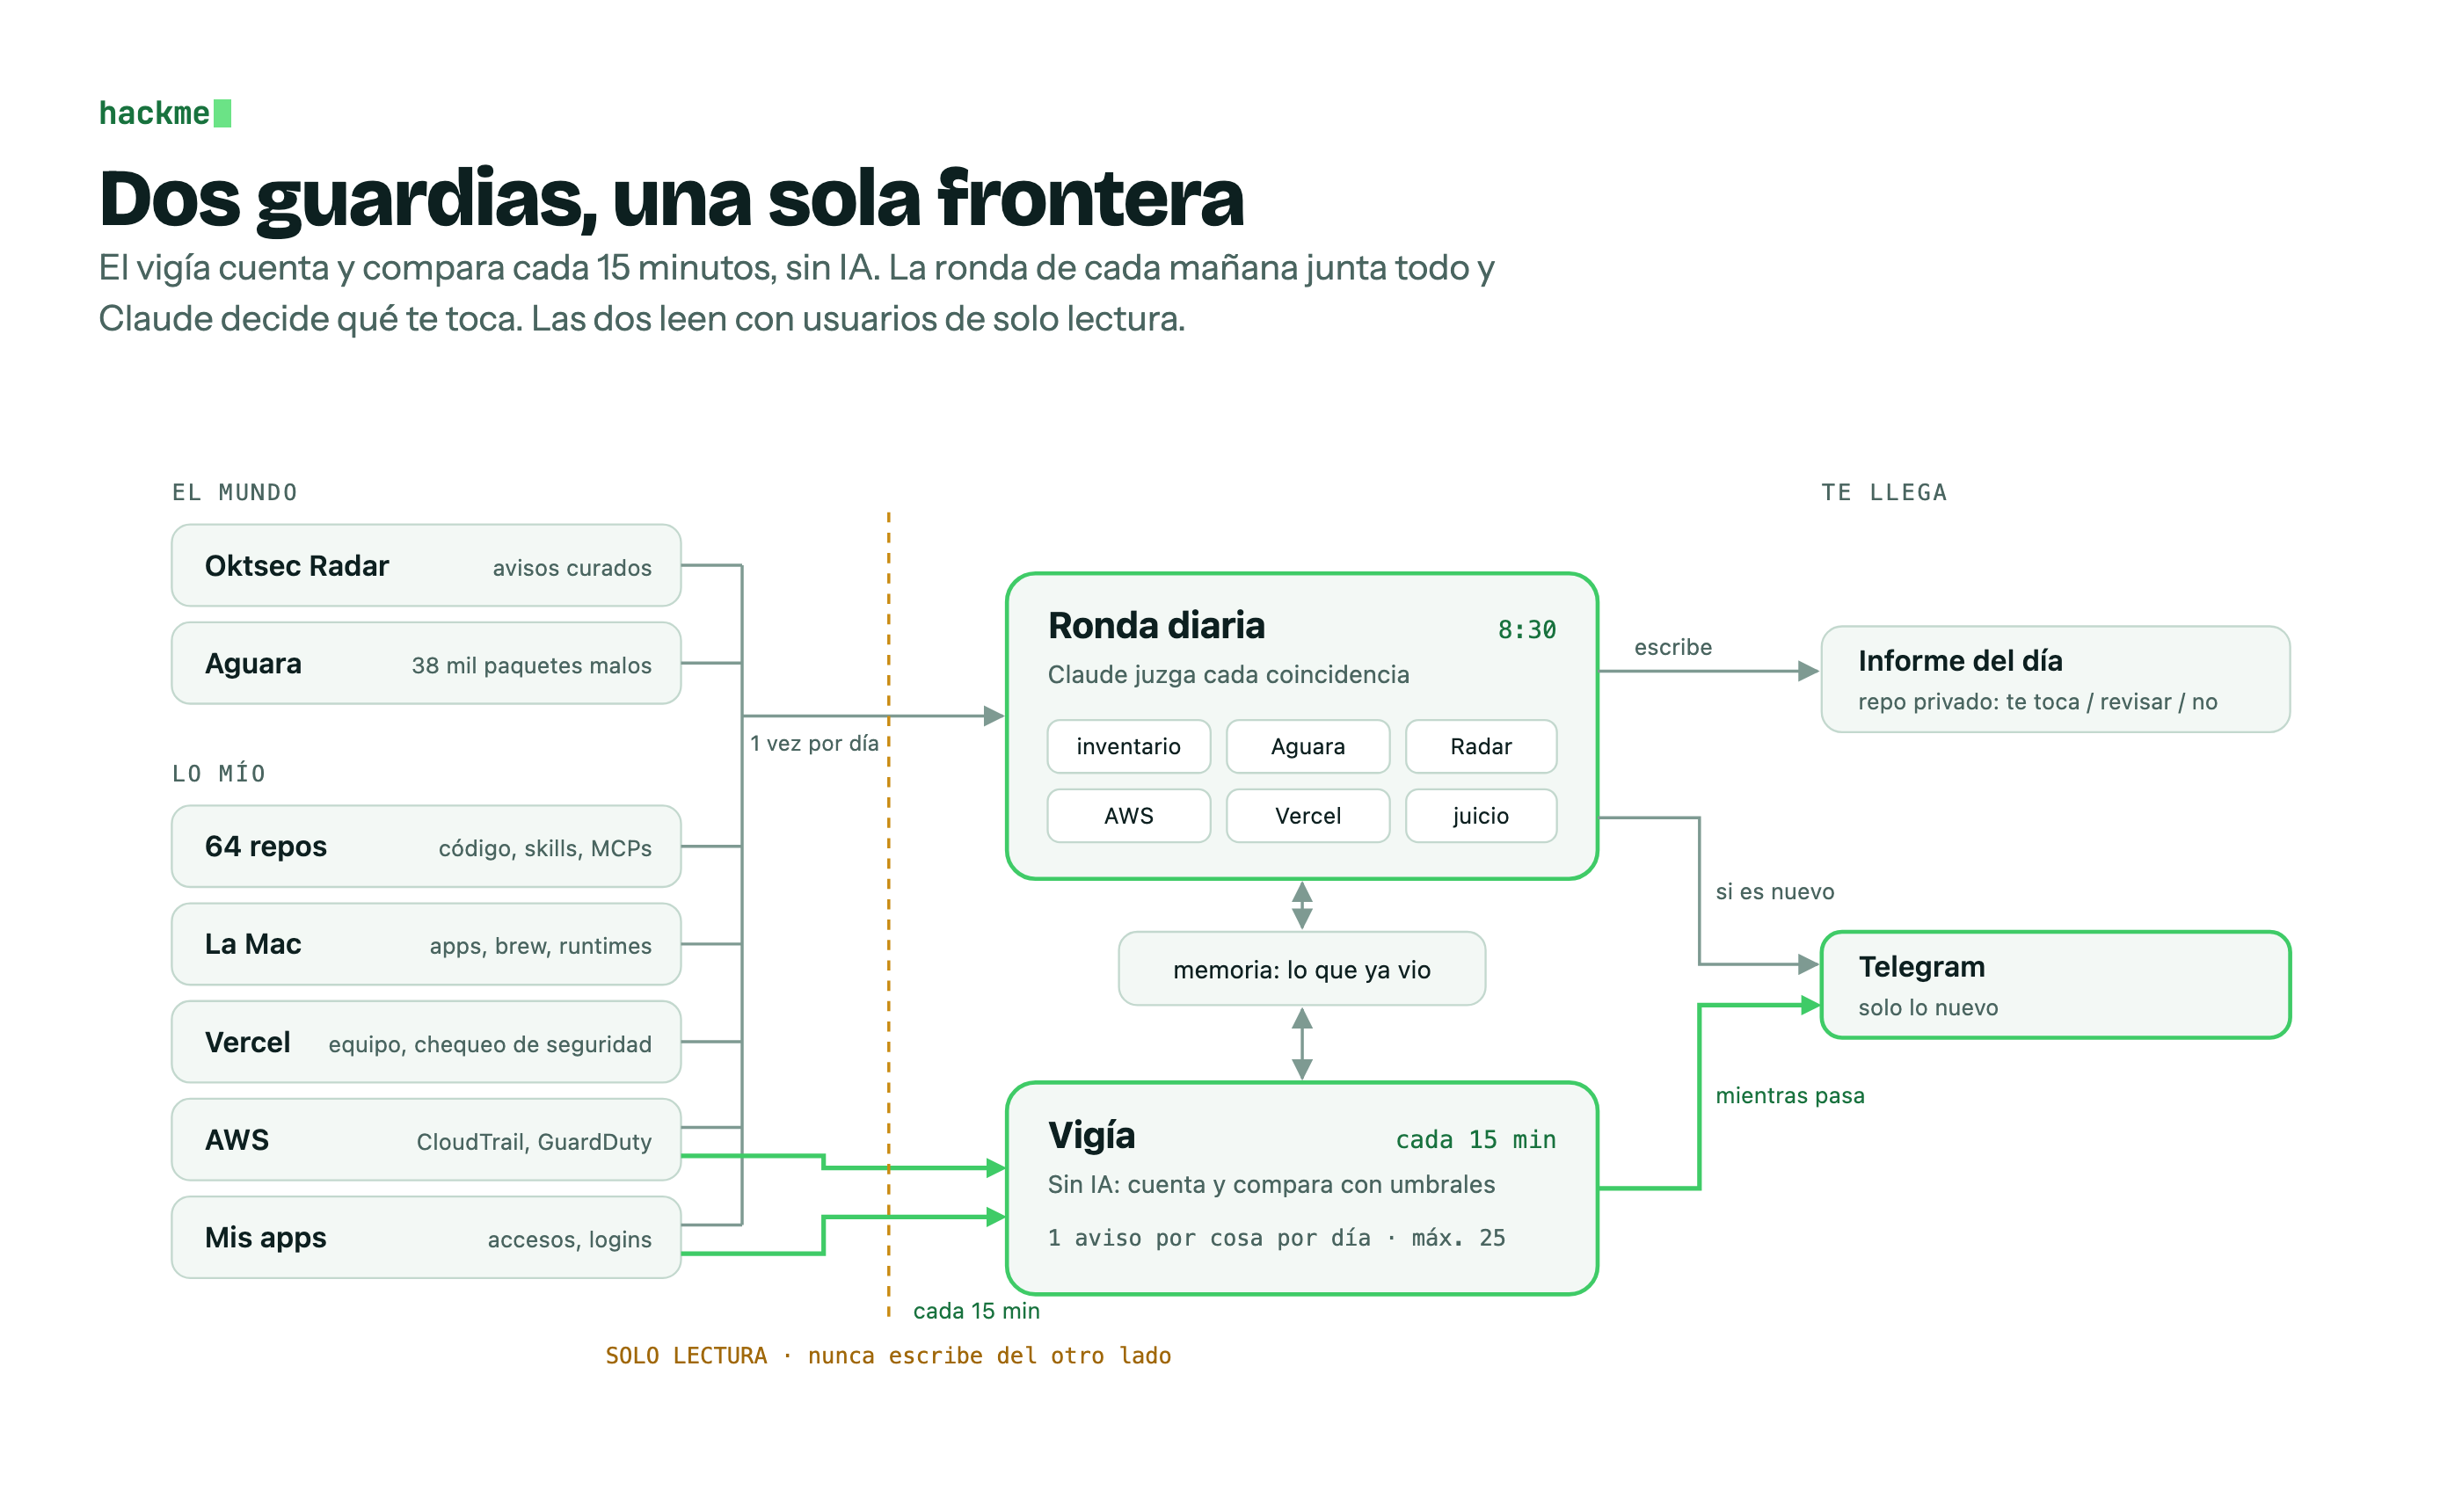 hackme
Dos guardias, una sola frontera
El vigía cuenta y compara cada 15 minutos, sin IA. La ronda de cada mañana junta todo y
Claude decide qué te toca. Las dos leen con usuarios de solo lectura.
EL MUNDO
Oktsec Radar avisos curados
Aguara 38 mil paquetes malos
LO MÍO
64 repos código, skills, MCPs
La Mac apps, brew, runtimes
Vercel equipo, chequeo de seguridad
AWS CloudTrail, GuardDuty
Mis apps accesos, logins
1 vez por día
cada 15 min
SOLO LECTURA · nunca escribe del otro lado
Ronda diaria 8:30
Claude juzga cada coincidencia
inventario Aguara Radar
AWS Vercel juicio
memoria: lo que ya vio
Vigía cada 15 min
Sin IA: cuenta y compara con umbrales
1 aviso por cosa por día · máx. 25
escribe
si es nuevo
mientras pasa
TE LLEGA
Informe del día
repo privado: te toca / revisar / no
Telegram
solo lo nuevo